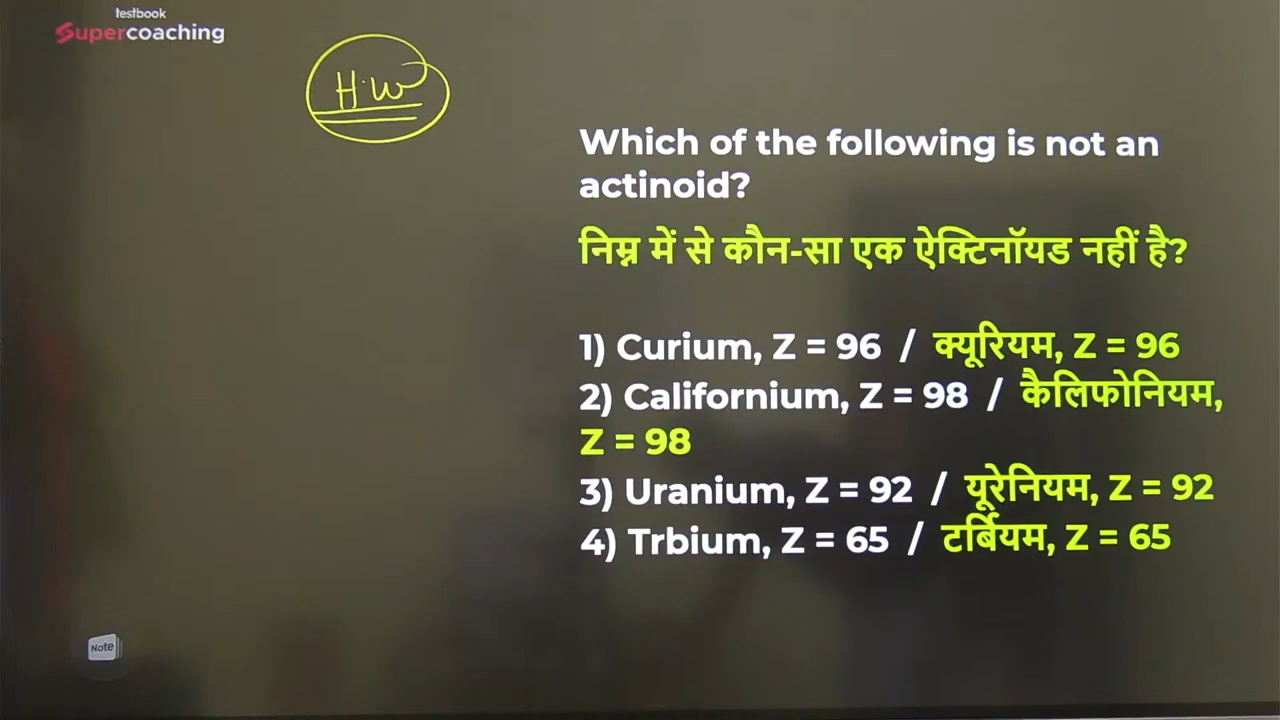 testbook
Supercoaching
H.W
Which of the following is not an
actinoid?
निम्न में से कौन-सा एक ऐक्टिनॉयड नहीं है?
1) Curium, Z = 96 / क्यूरियम, Z = 96
2) Californium, Z = 98 / कैलिफोनियम,
Z = 98
3) Uranium, Z = 92 / यूरेनियम, Z = 92
4) Trbium, Z = 65 / टर्बियम, Z = 65
Note